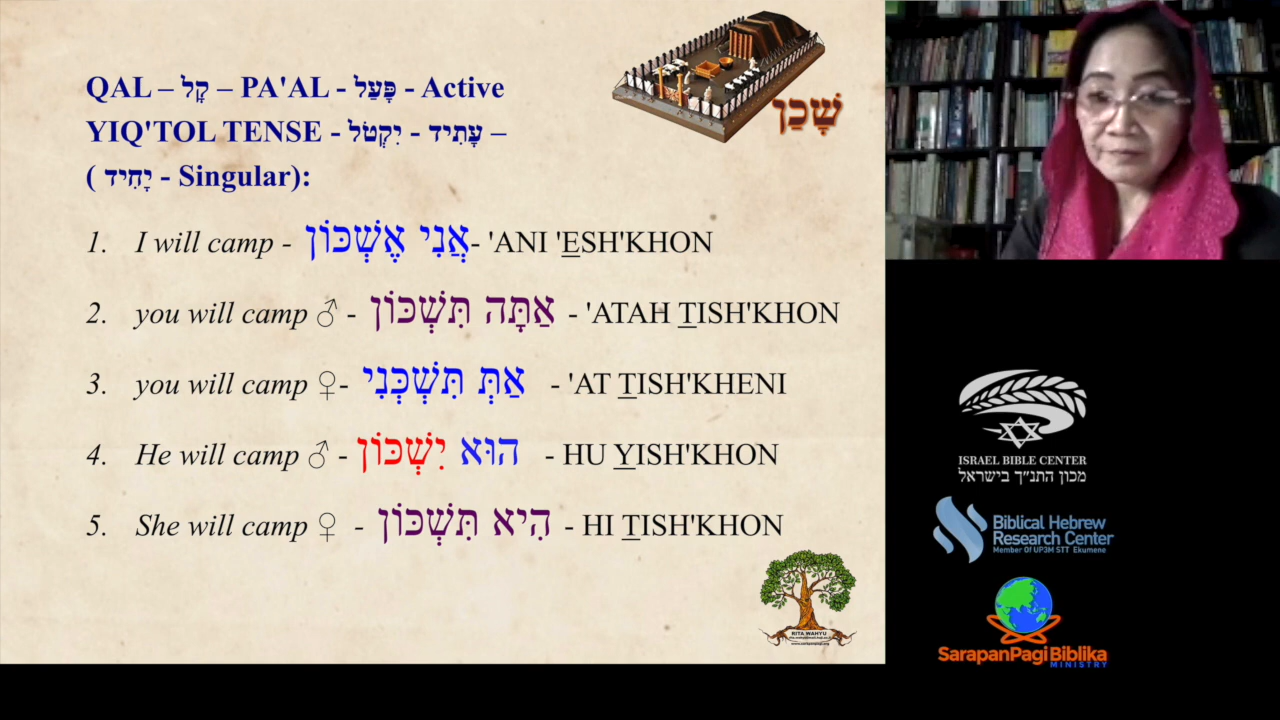 QAL – קַל – PA'AL - פָּעַל - Active
YIQ'TOL TENSE - עָתִיד - יִקְטֹל –
( יָחִיד - Singular):
שָׁכַן
1. I will camp - אֲנִי אֶשְׁכּוֹן- 'ANI 'ESH'KHON
2. you will camp ♂ - אַתָּה תִּשְׁכּוֹן - 'ATAH TISH'KHON
3. you will camp ♀- אַתְּ תִּשְׁכְּנִי - 'AT TISH'KHENI
4. He will camp ♂ - הוּא יִשְׁכּוֹן - HU YISH'KHON
5. She will camp ♀ - הִיא תִּשְׁכּוֹן - HI TISH'KHON
RITA WAHYU
ISRAEL BIBLE CENTER
מכון התנ״ך בישראל
Biblical Hebrew
Research Center
Member Of UP3M STT Ekumene
SarapanPagi Biblika
MINISTRY